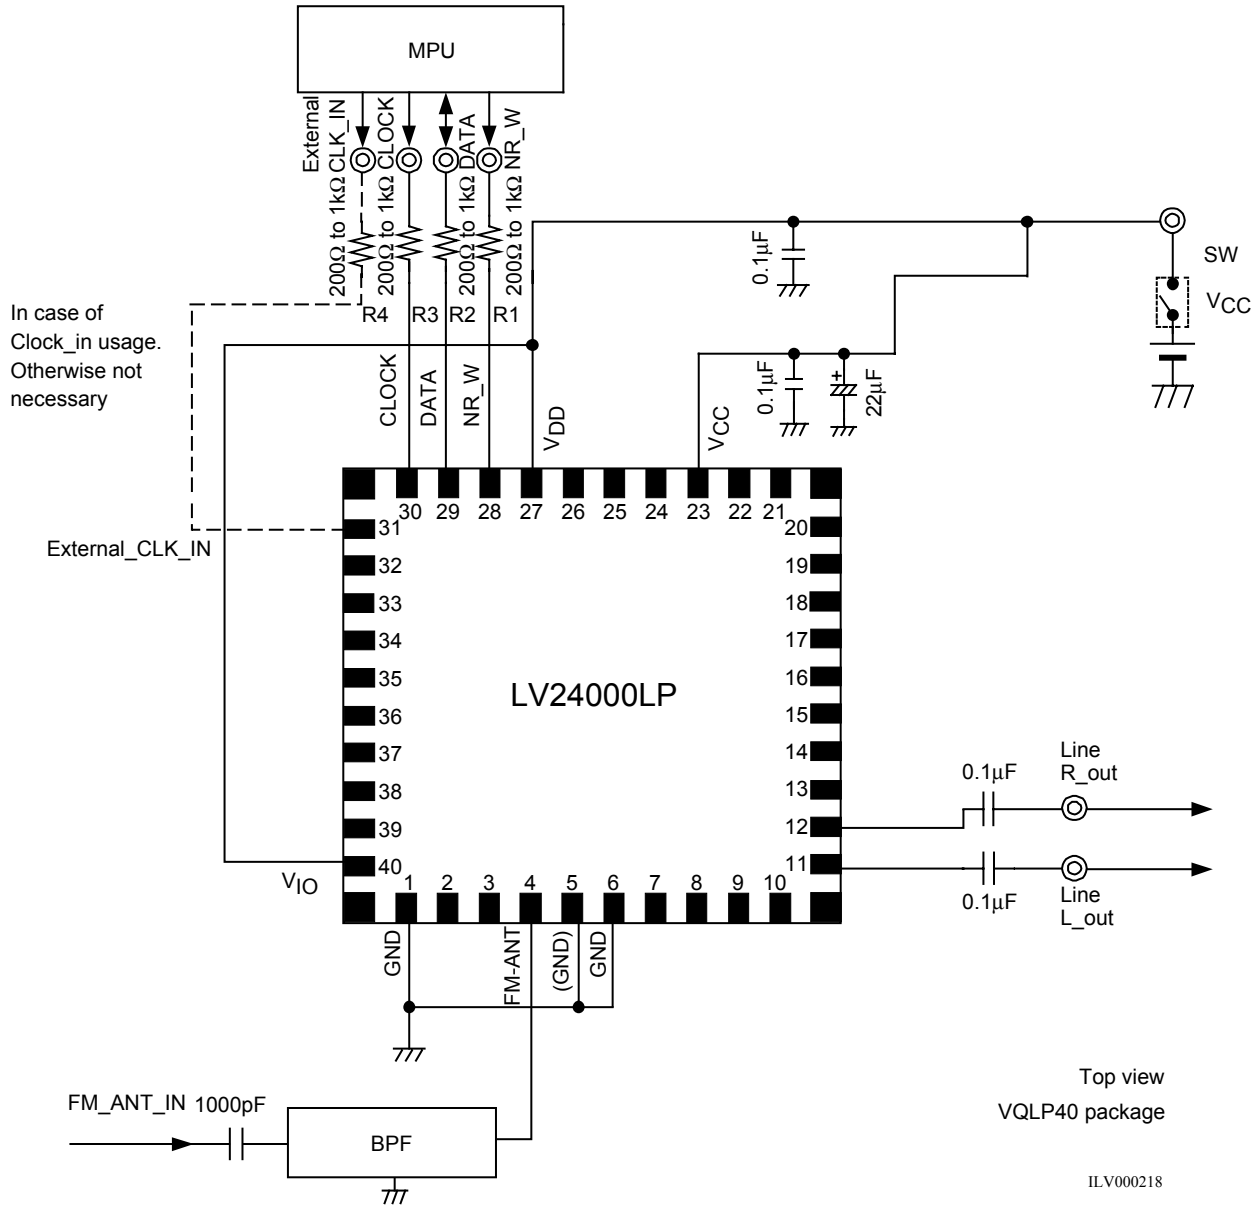 MPU
External
CLK_IN
CLOCK
DATA
NR_W
200Ω to 1kΩ
200Ω to 1kΩ
200Ω to 1kΩ
200Ω to 1kΩ
R4
R3
R2
R1
0.1μF
SW
VCC
In case of
Clock_in usage.
Otherwise not
necessary
CLOCK
DATA
NR_W
VDD
VCC
0.1μF
+
22μF
30
29
28
27
26
25
24
23
22
21
External_CLK_IN
31
32
33
34
35
36
37
38
39
40
VIO
LV24000LP
20
19
18
17
16
15
14
13
12
11
0.1μF
Line
R_out
0.1μF
Line
L_out
1
2
3
4
5
6
7
8
9
10
GND
FM-ANT
(GND)
GND
FM_ANT_IN
1000pF
BPF
Top view
VQLP40 package
ILV000218